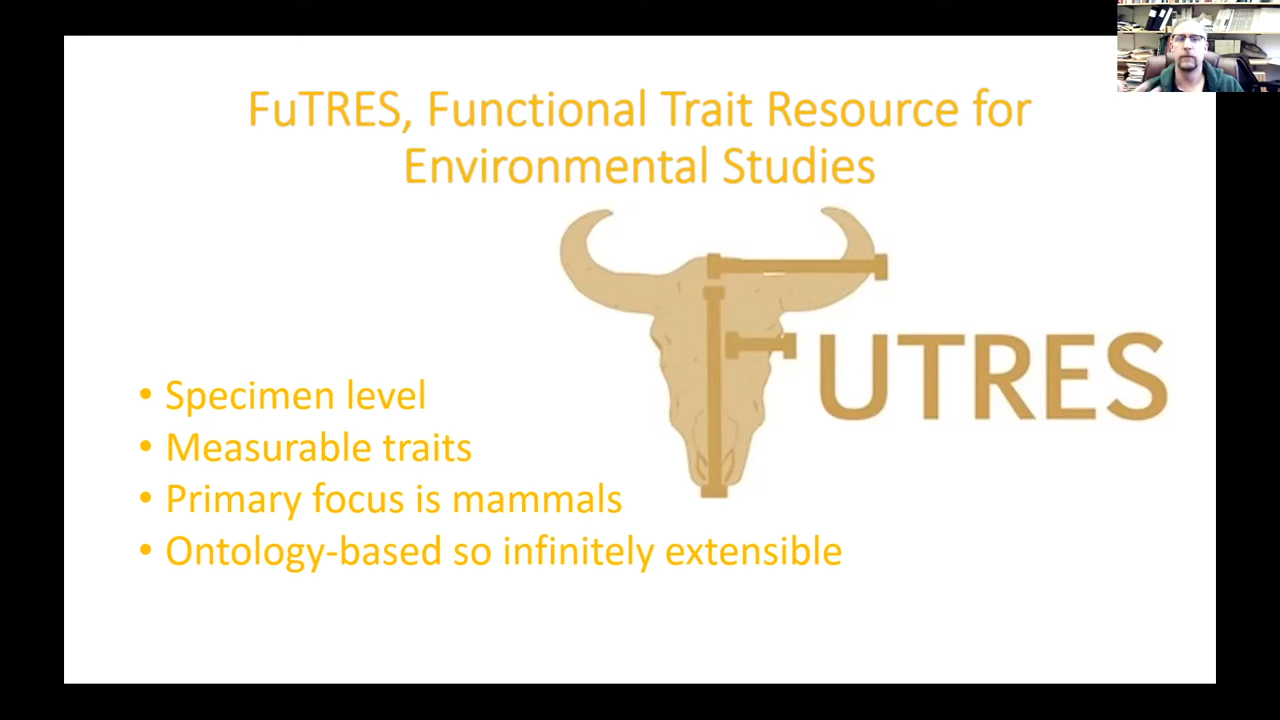 FuTRES, Functional Trait Resource for
Environmental Studies
FUTRES
• Specimen level
• Measurable traits
• Primary focus is mammals
• Ontology-based so infinitely extensible